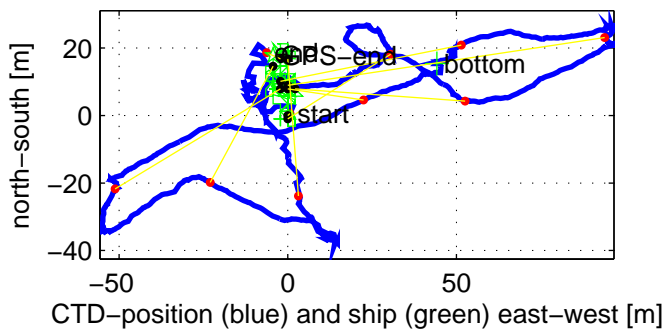 20
0
−20
−40
north−south [m]
end
GPS−end
bottom
start
−50
0
50
CTD−position (blue) and ship (green) east−west [m]